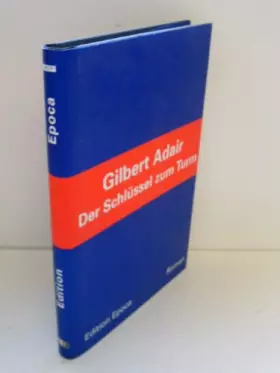 Gilbert Adair
Der Schlüssel zum Turm
Roman
Edition Epoca
Edition
Epoca